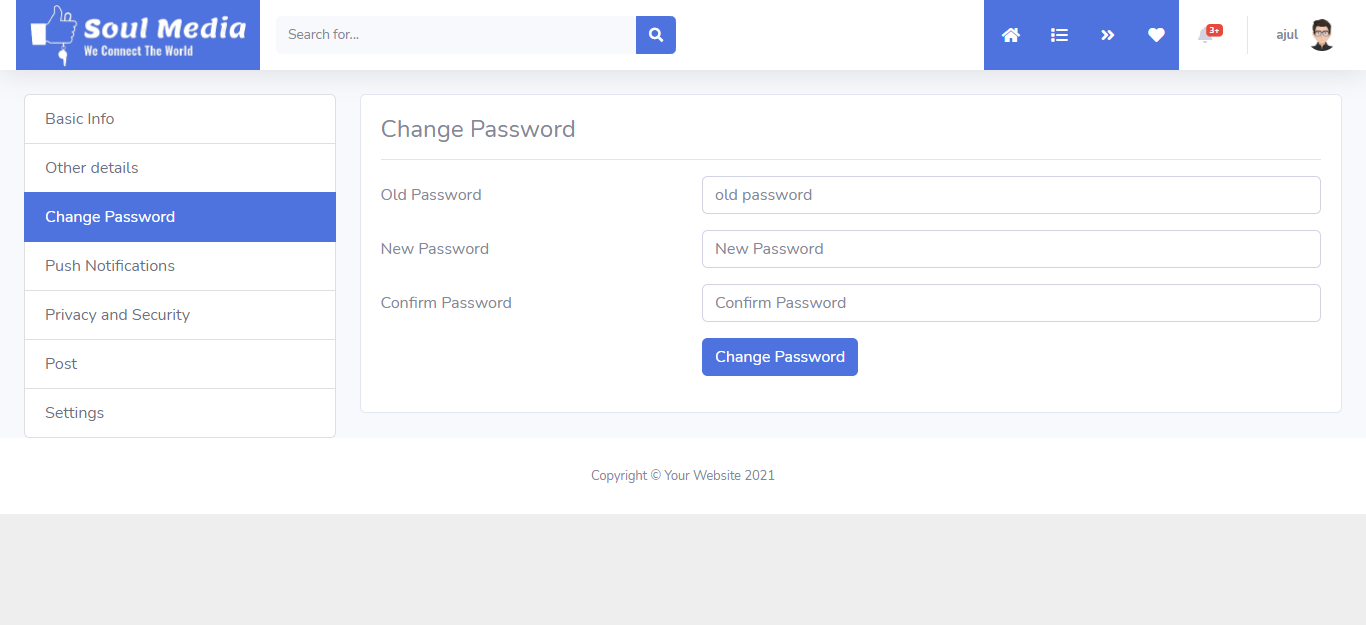 Soul Media
We Connect The World
Search for...
3+
ajul
Basic Info
Other details
Change Password
Push Notifications
Privacy and Security
Post
Settings
Change Password
Old Password
old password
New Password
New Password
Confirm Password
Confirm Password
Change Password
Copyright © Your Website 2021